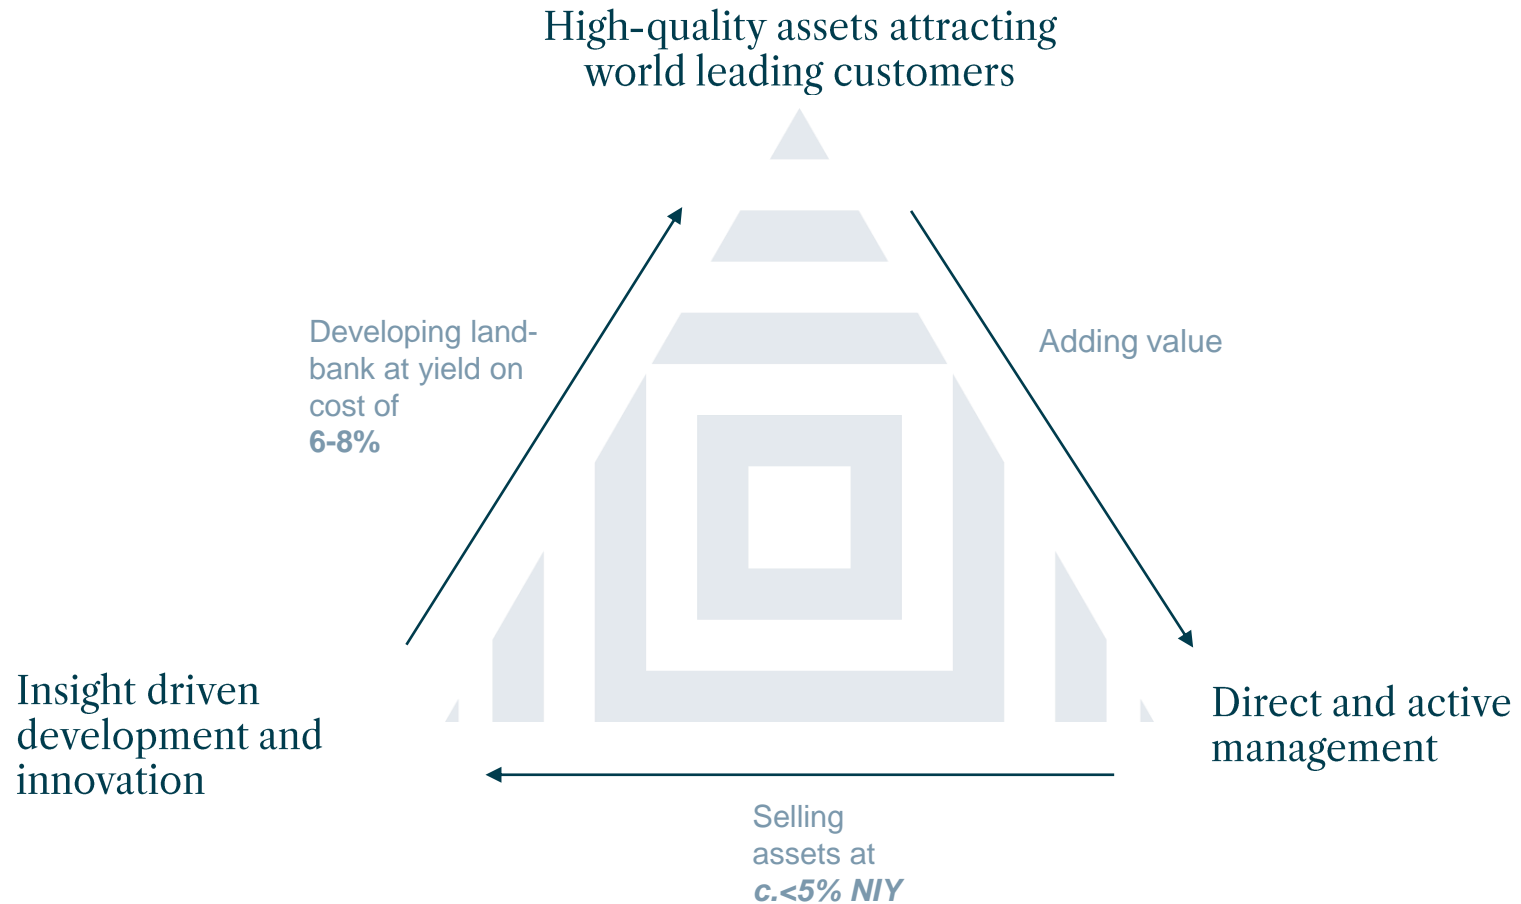 High-quality assets attracting
world leading customers
Developing land-
bank at yield on
cost of
6-8%
Adding value
Insight driven
development and
innovation
Direct and active
management
Selling
assets at
c.<5% NIY